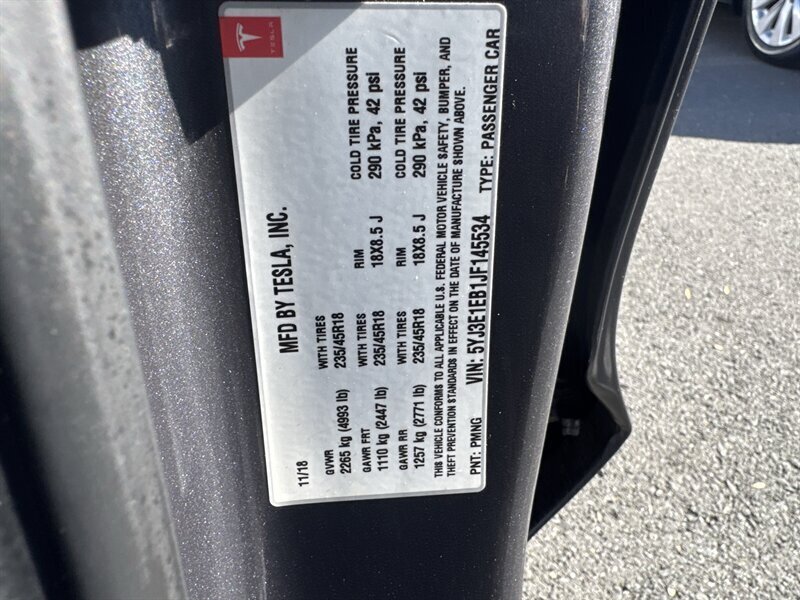 TESLA
MFD BY TESLA, INC.
11/18
GVWR WITH TIRES RIM COLD TIRE PRESSURE
2265 kg (4993 lb) 235/45R18 18X8.5 J 290 kPa, 42 psi
GAWR FRT WITH TIRES RIM COLD TIRE PRESSURE
1110 kg (2447 lb) 235/45R18 18X8.5 J 290 kPa, 42 psi
GAWR RR WITH TIRES
1257 kg (2771 lb) 235/45R18
THIS VEHICLE CONFORMS TO ALL APPLICABLE U.S. FEDERAL MOTOR VEHICLE SAFETY, BUMPER, AND
THEFT PREVENTION STANDARDS IN EFFECT ON THE DATE OF MANUFACTURE SHOWN ABOVE.
PNT: PMNG VIN: 5YJ3E1EB1JF145534 TYPE: PASSENGER CAR